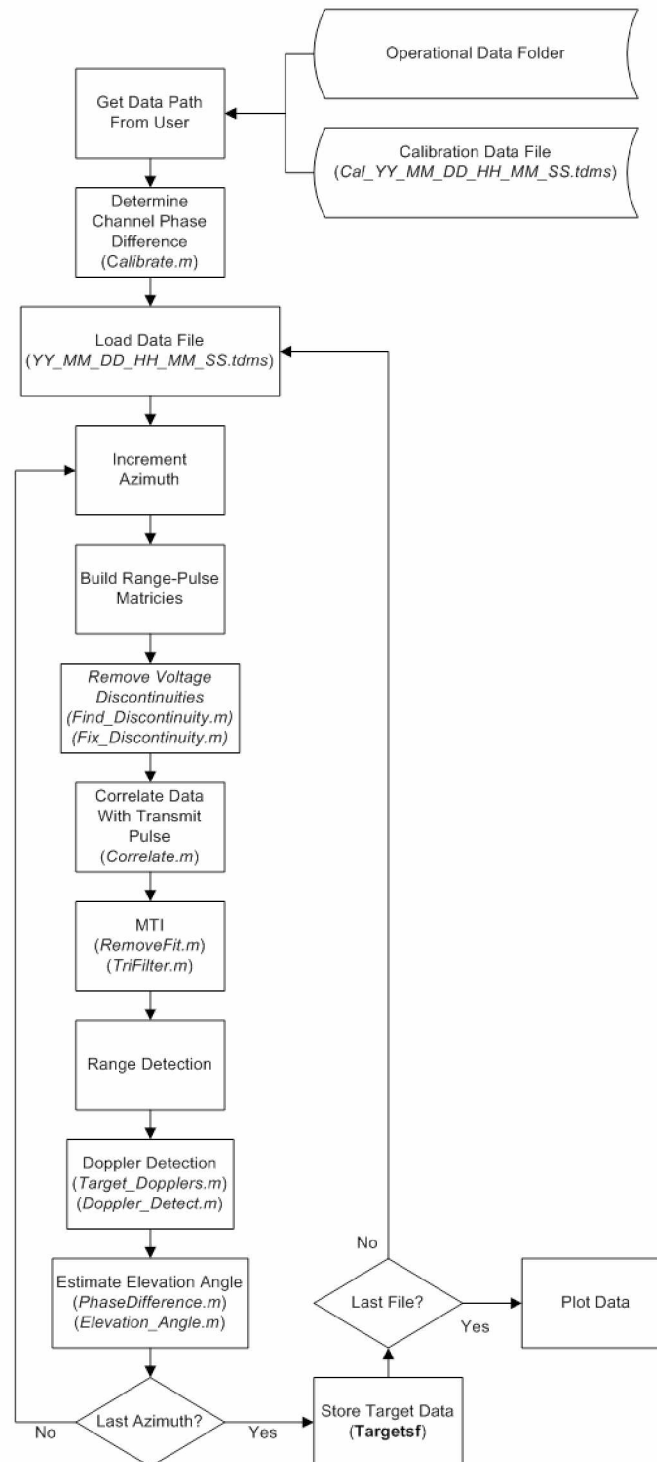 Operational Data Folder
Get Data Path
From User
Calibration Data File
(Cal_YY_MM_DD_HH_MM_SS.tdms)
Determine
Channel Phase
Difference
(Calibrate.m)
Load Data File
(YY_MM_DD_HH_MM_SS.tdms)
Increment
Azimuth
Build Range-Pulse
Matricies
Remove Voltage
Discontinuities
(Find_Discontinuity.m)
(Fix_Discontinuity.m)
Correlate Data
With Transmit
Pulse
(Correlate.m)
MTI
(RemoveFit.m)
(TriFilter.m)
Range Detection
Doppler Detection
(Target_Dopplers.m)
(Doppler_Detect.m)
Estimate Elevation Angle
(PhaseDifference.m)
(Elevation_Angle.m)
Last Azimuth?
No
Yes
Store Target Data
(Targetsf)
Last File?
No
Yes
Plot Data